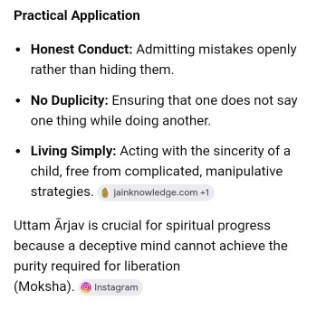 Practical Application
• Honest Conduct: Admitting mistakes openly
rather than hiding them.
• No Duplicity: Ensuring that one does not say
one thing while doing another.
• Living Simply: Acting with the sincerity of a
child, free from complicated, manipulative
strategies. jainknowledge.com +1
Uttam Ārjav is crucial for spiritual progress
because a deceptive mind cannot achieve the
purity required for liberation
(Moksha). Instagram